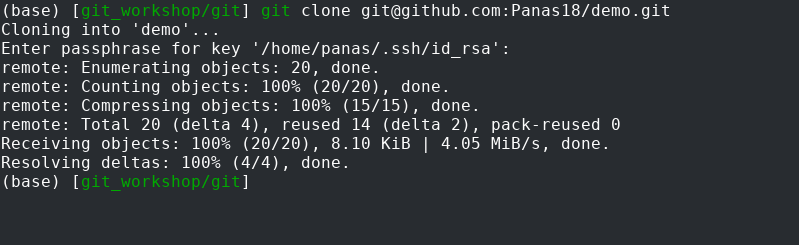 (base) [git_workshop/git] git clone git@github.com:Panas18/demo.git
Cloning into 'demo'...
Enter passphrase for key '/home/panas/.ssh/id_rsa':
remote: Enumerating objects: 20, done.
remote: Counting objects: 100% (20/20), done.
remote: Compressing objects: 100% (15/15), done.
remote: Total 20 (delta 4), reused 14 (delta 2), pack-reused 0
Receiving objects: 100% (20/20), 8.10 KiB | 4.05 MiB/s, done.
Resolving deltas: 100% (4/4), done.
(base) [git_workshop/git]